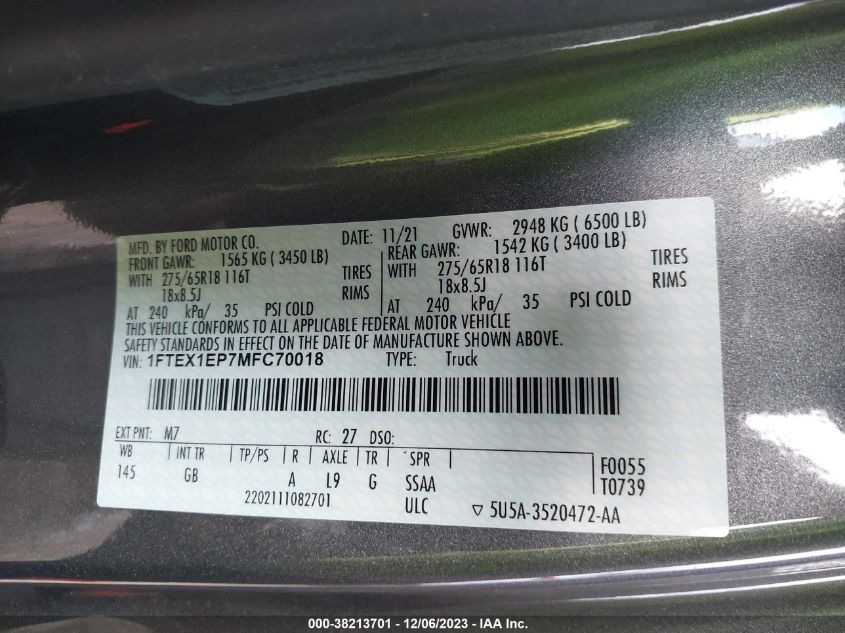 MFD. BY FORD MOTOR CO. DATE: 11/21 GVWR: 2948 KG ( 6500 LB)
FRONT GAWR: 1565 KG ( 3450 LB) REAR GAWR: 1542 KG ( 3400 LB)
WITH 275/65R18 116T TIRES WITH 275/65R18 116T TIRES
18x8.5J RIMS 18x8.5J RIMS
AT 240 kPa/ 35 PSI COLD AT 240 kPa/ 35 PSI COLD
THIS VEHICLE CONFORMS TO ALL APPLICABLE FEDERAL MOTOR VEHICLE
SAFETY STANDARDS IN EFFECT ON THE DATE OF MANUFACTURE SHOWN ABOVE.
VIN: 1FTEX1EP7MFC70018 TYPE: Truck
EXT PNT: M7 RC: 27 DSO:
WB INT TR TP/PS R AXLE TR SPR F0055
145 GB A L9 G SSAA T0739
2202111082701 ULC 5U5A-3520472-AA
000-38213701 - 12/06/2023 - IAA Inc.